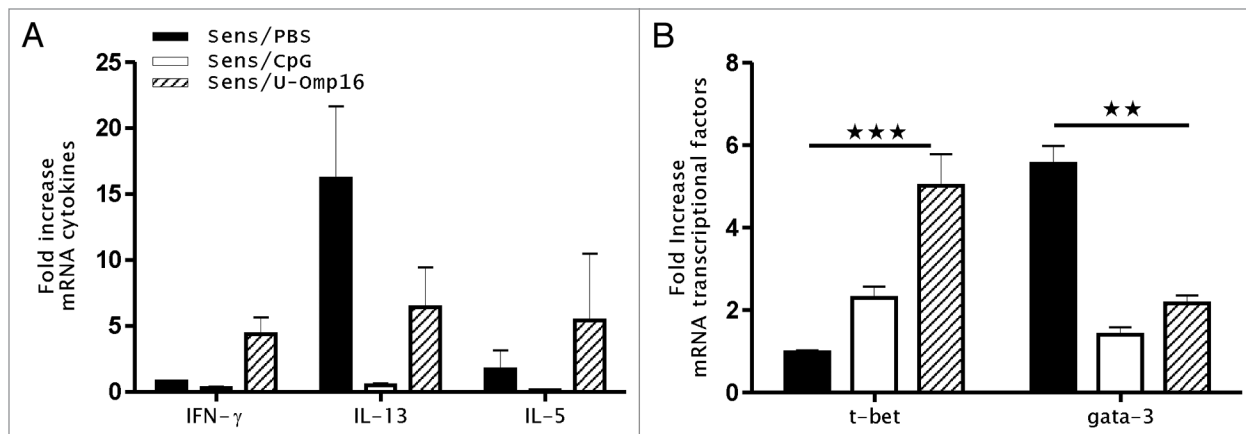 A
Sens/PBS
Sens/CpG
Sens/U-Omp16
Fold increase
mRNA cytokines
25
20
15
10
5
0
IFN-γ IL-13 IL-5
B
Fold Increase
mRNA transcriptional factors
8
6
4
2
0
★★★
★★
t-bet gata-3